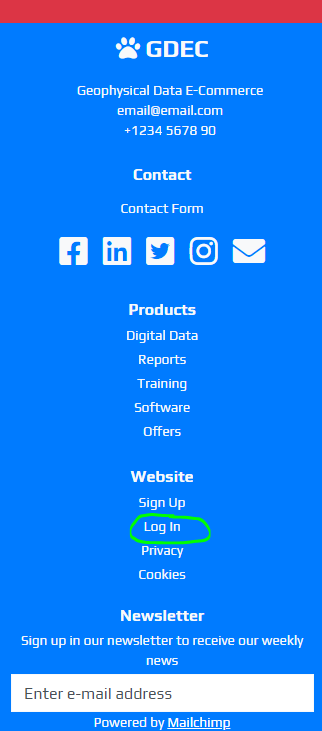 GDEC
Geophysical Data E-Commerce
email@email.com
+1234 5678 90
Contact
Contact Form
Products
Digital Data
Reports
Training
Software
Offers
Website
Sign Up
Log In
Privacy
Cookies
Newsletter
Sign up in our newsletter to receive our weekly
news
Enter e-mail address
Powered by Mailchimp